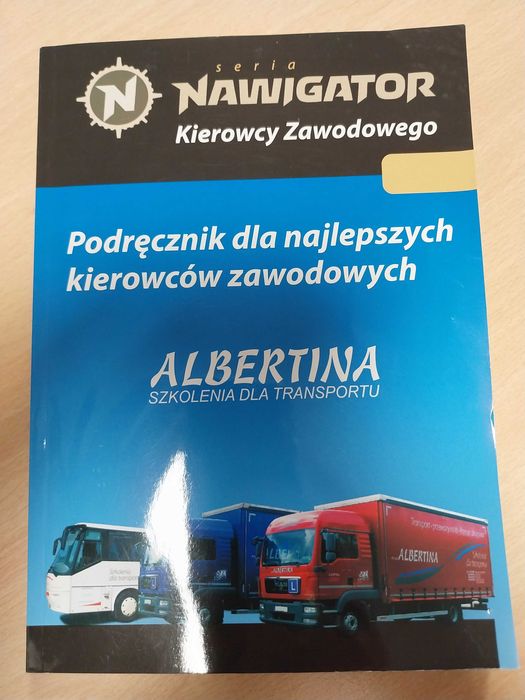 seria
NAWIGATOR
N
Kierowcy Zawodowego
Podręcznik dla najlepszych
kierowców zawodowych
ALBERTINA
SZKOLENIA DLA TRANSPORTU
ALBERTINA
L